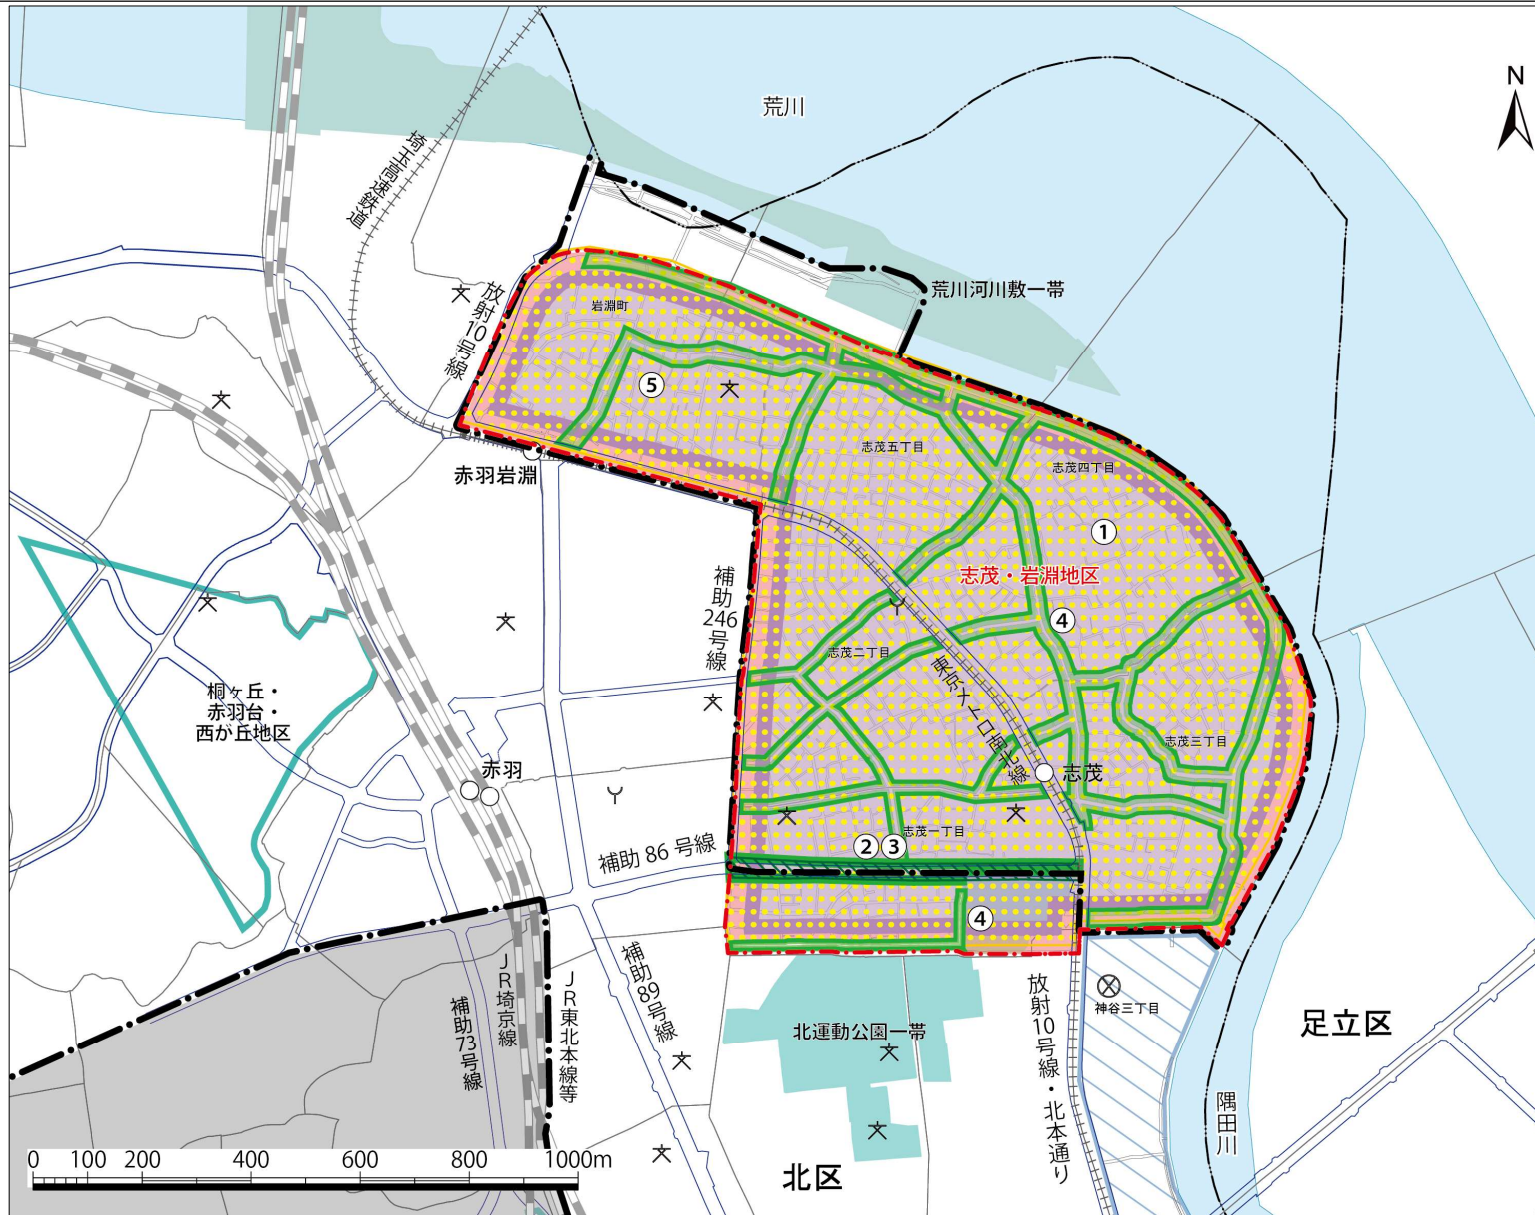 N
荒川
埼玉高速鉄道
荒川河川敷一帯
放射10号線
岩淵町
⑤
志茂五丁目
志茂四丁目
赤羽岩淵
①
志茂・岩淵地区
補助246号線
④
志茂二丁目
東京メトロ南北線
桐ヶ丘・
赤羽台・
西が丘地区
志茂三丁目
赤羽
志茂
補助 86 号線
②③
志茂一丁目
④
補助89号線
JR埼京線
JR東北本線等
補助73号線
北運動公園一帯
放射10号線・北本通り
神谷三丁目
足立区
隅田川
北区
0 100 200 400 600 800 1000m